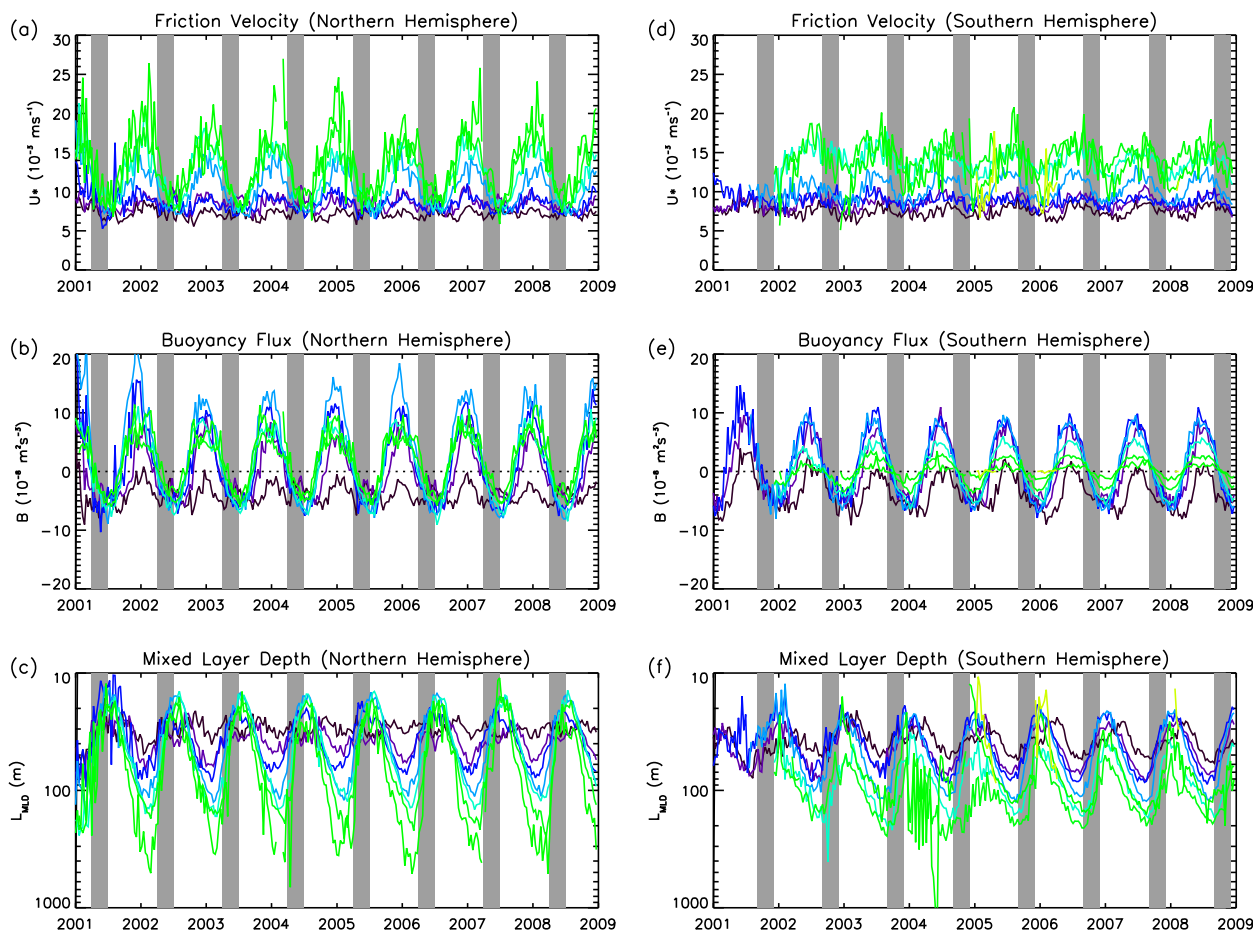 (a) Friction Velocity (Northern Hemisphere)
U* (10⁻³ ms⁻¹)
30
25
20
15
10
5
0
2001 2002 2003 2004 2005 2006 2007 2008 2009
(d) Friction Velocity (Southern Hemisphere)
U* (10⁻³ ms⁻¹)
30
25
20
15
10
5
0
2001 2002 2003 2004 2005 2006 2007 2008 2009
(b) Buoyancy Flux (Northern Hemisphere)
B (10⁻⁸ m²s⁻³)
20
10
0
−10
−20
2001 2002 2003 2004 2005 2006 2007 2008 2009
(e) Buoyancy Flux (Southern Hemisphere)
B (10⁻⁸ m²s⁻³)
20
10
0
−10
−20
2001 2002 2003 2004 2005 2006 2007 2008 2009
(c) Mixed Layer Depth (Northern Hemisphere)
L_MLD (m)
10
100
1000
2001 2002 2003 2004 2005 2006 2007 2008 2009
(f) Mixed Layer Depth (Southern Hemisphere)
L_MLD (m)
10
100
1000
2001 2002 2003 2004 2005 2006 2007 2008 2009